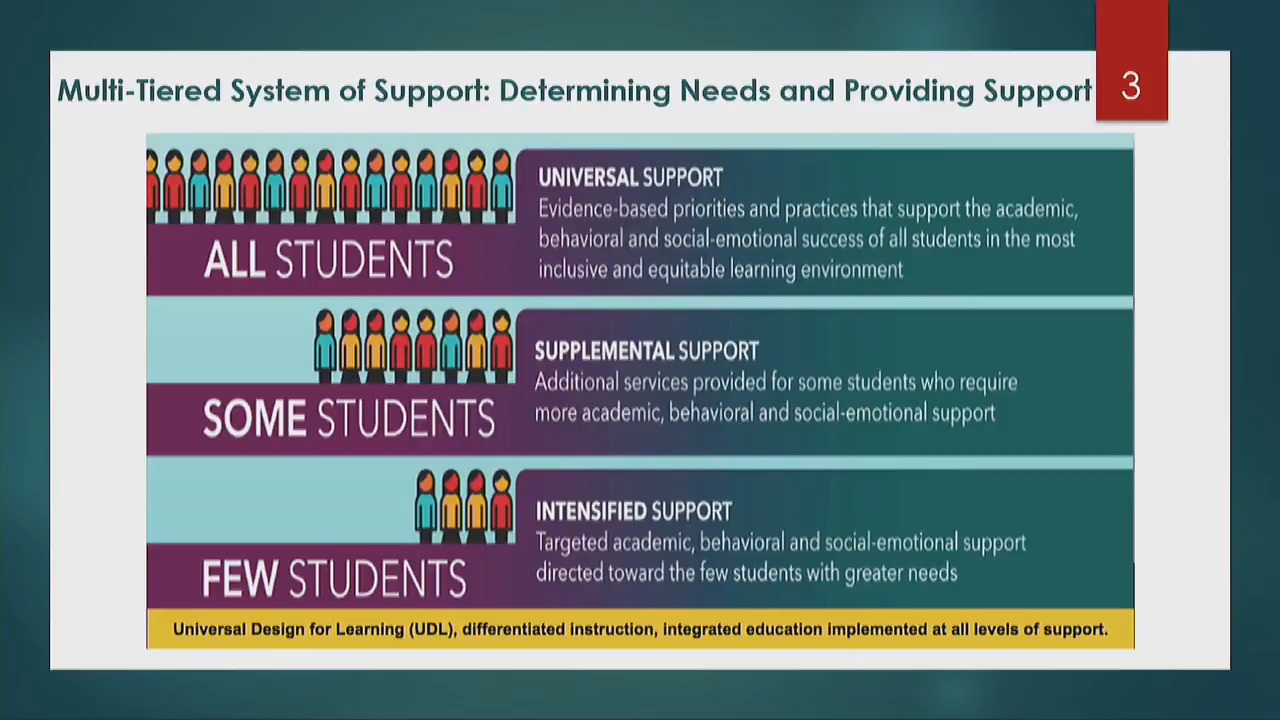 Multi-Tiered System of Support: Determining Needs and Providing Support
3
ALL STUDENTS
UNIVERSAL SUPPORT
Evidence-based priorities and practices that support the academic,
behavioral and social-emotional success of all students in the most
inclusive and equitable learning environment
SOME STUDENTS
SUPPLEMENTAL SUPPORT
Additional services provided for some students who require
more academic, behavioral and social-emotional support
FEW STUDENTS
INTENSIFIED SUPPORT
Targeted academic, behavioral and social-emotional support
directed toward the few students with greater needs
Universal Design for Learning (UDL), differentiated instruction, integrated education implemented at all levels of support.